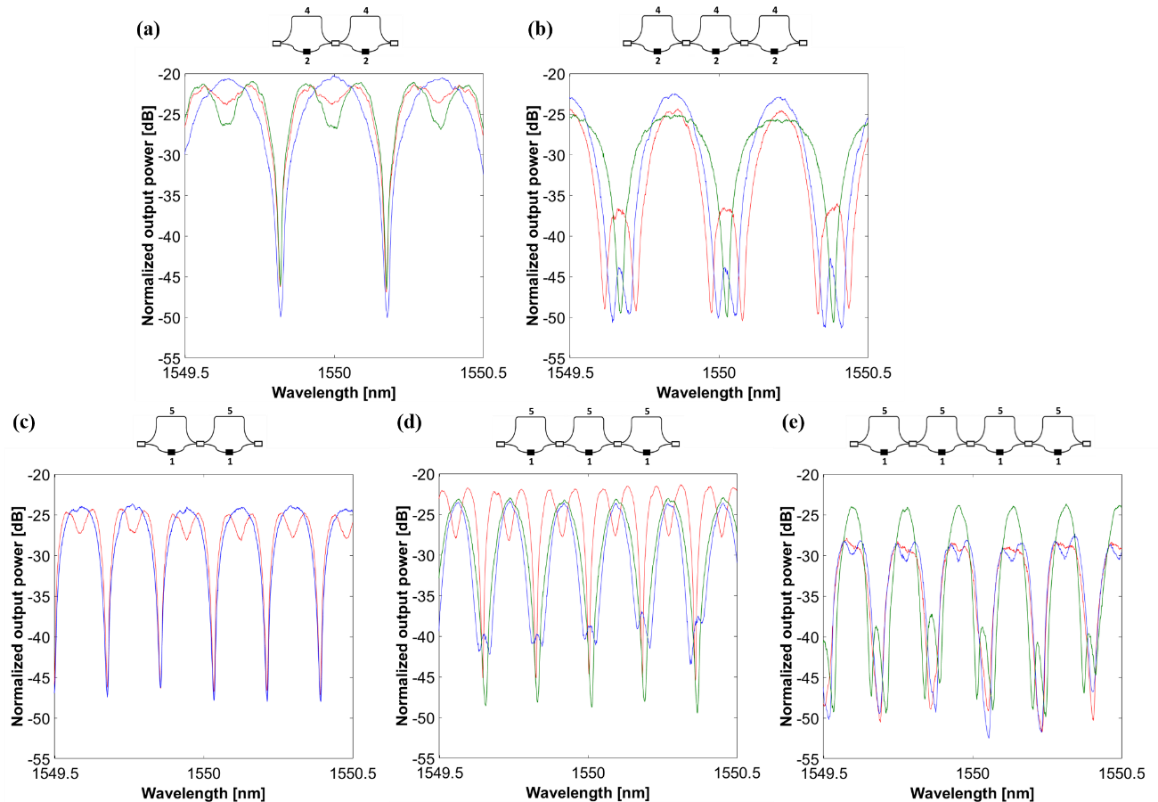 (a)
4 4
2 2
Normalized output power [dB]
-20
-25
-30
-35
-40
-45
-50
-55
1549.5 1550 1550.5
Wavelength [nm]
(b)
4 4 4
2 2 2
Normalized output power [dB]
-20
-25
-30
-35
-40
-45
-50
-55
1549.5 1550 1550.5
Wavelength [nm]
(c)
5 5
1 1
Normalized output power [dB]
-20
-25
-30
-35
-40
-45
-50
-55
1549.5 1550 1550.5
Wavelength [nm]
(d)
5 5 5
1 1 1
Normalized output power [dB]
-20
-25
-30
-35
-40
-45
-50
-55
1549.5 1550 1550.5
Wavelength [nm]
(e)
5 5 5 5
1 1 1 1
Normalized output power [dB]
-20
-25
-30
-35
-40
-45
-50
-55
1549.5 1550 1550.5
Wavelength [nm]